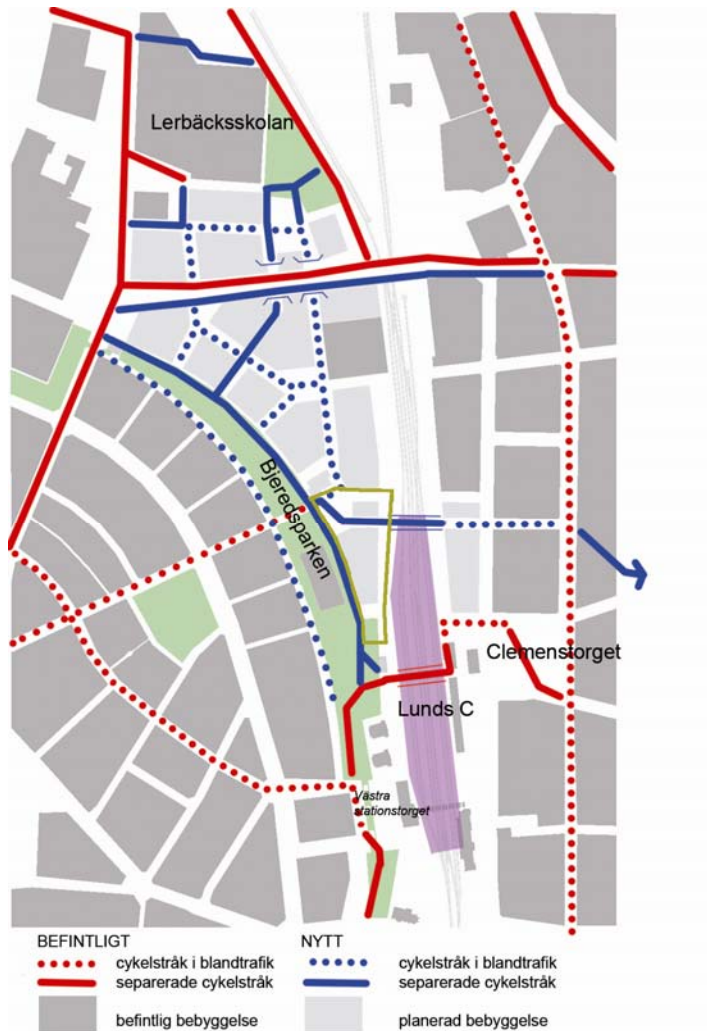 Lerbäcksskolan
Bjeredsparken
Clemenstorget
Lunds C
Västra
stationstorget
BEFINTLIGT
cykelstråk i blandtrafik
separerade cykelstråk
befintlig bebyggelse
NYTT
cykelstråk i blandtrafik
separerade cykelstråk
planerad bebyggelse